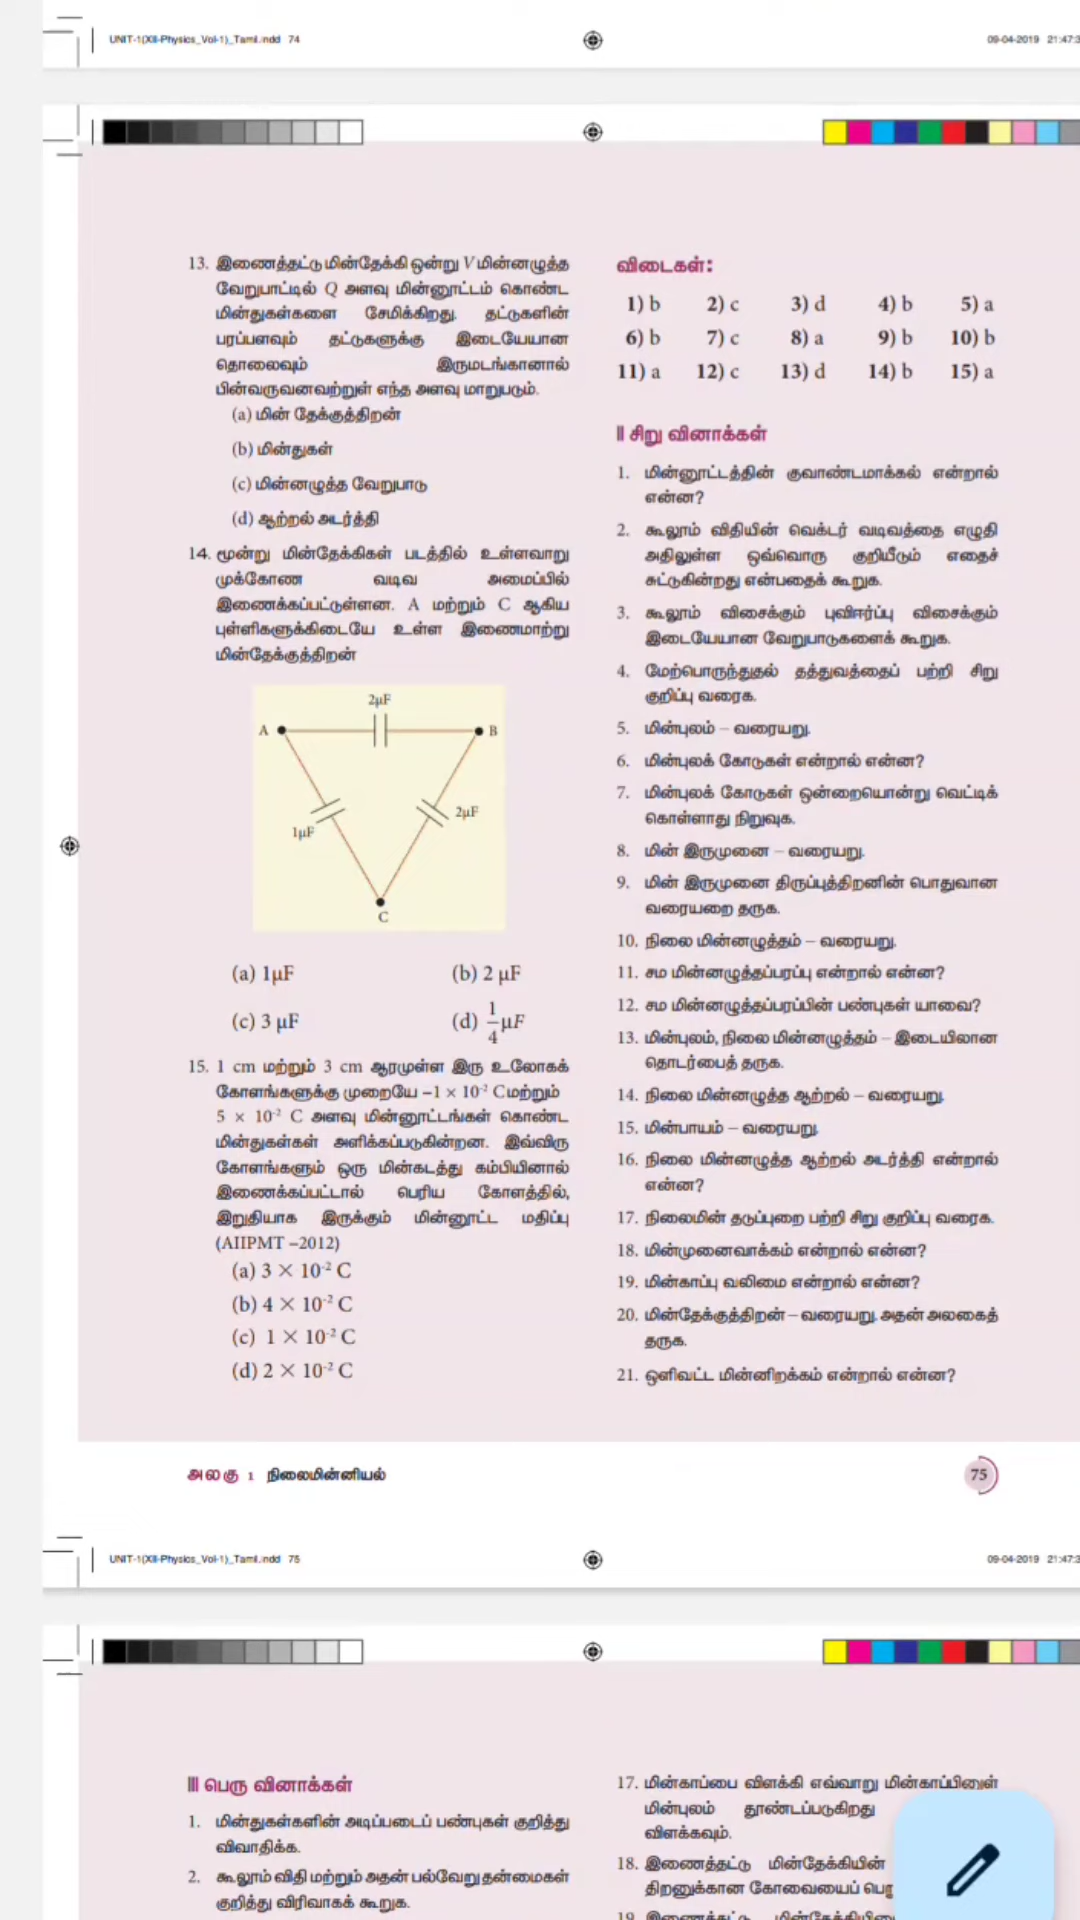 UNIT-1(XII-Physics_Vol-1)_Tamil.indd 74
09-04-2019 21:47:3
13. இணைத்தட்டு மின்தேக்கி ஒன்று V மின்னழுத்த
வேறுபாட்டில் Q அளவு மின்னூட்டம் கொண்ட
மின்துகள்களை சேமிக்கிறது. தட்டுகளின்
பரப்பளவும் தட்டுகளுக்கு இடையேயான
தொலைவும் இருமடங்கானால்
பின்வருவனவற்றுள் எந்த அளவு மாறுபடும்.
(a) மின் தேக்குத்திறன்
(b) மின்துகள்
(c) மின்னழுத்த வேறுபாடு
(d) ஆற்றல் அடர்த்தி
14. மூன்று மின்தேக்கிகள் படத்தில் உள்ளவாறு
முக்கோண வடிவ அமைப்பில்
இணைக்கப்பட்டுள்ளன. A மற்றும் C ஆகிய
புள்ளிகளுக்கிடையே உள்ள இணைமாற்று
மின்தேக்குத்திறன்
2μF
A
B
2μF
1μF
C
(a) 1μF (b) 2 μF
(c) 3 μF (d) 1/4 μF
15. 1 cm மற்றும் 3 cm ஆரமுள்ள இரு உலோகக்
கோளங்களுக்கு முறையே –1 × 10⁻² C மற்றும்
5 × 10⁻² C அளவு மின்னூட்டங்கள் கொண்ட
மின்துகள்கள் அளிக்கப்படுகின்றன. இவ்விரு
கோளங்களும் ஒரு மின்கடத்து கம்பியினால்
இணைக்கப்பட்டால் பெரிய கோளத்தில்,
இறுதியாக இருக்கும் மின்னூட்ட மதிப்பு
(AIIPMT –2012)
(a) 3 × 10⁻² C
(b) 4 × 10⁻² C
(c) 1 × 10⁻² C
(d) 2 × 10⁻² C
விடைகள்:
1) b 2) c 3) d 4) b 5) a
6) b 7) c 8) a 9) b 10) b
11) a 12) c 13) d 14) b 15) a
II சிறு வினாக்கள்
1. மின்னூட்டத்தின் குவாண்டமாக்கல் என்றால்
என்ன?
2. கூலூம் விதியின் வெக்டர் வடிவத்தை எழுதி
அதிலுள்ள ஒவ்வொரு குறியீடும் எதைச்
சுட்டுகின்றது என்பதைக் கூறுக.
3. கூலூம் விசைக்கும் புவிஈர்ப்பு விசைக்கும்
இடையேயான வேறுபாடுகளைக் கூறுக.
4. மேற்பொருந்துதல் தத்துவத்தைப் பற்றி சிறு
குறிப்பு வரைக.
5. மின்புலம் – வரையறு.
6. மின்புலக் கோடுகள் என்றால் என்ன?
7. மின்புலக் கோடுகள் ஒன்றையொன்று வெட்டிக்
கொள்ளாது நிறுவுக.
8. மின் இருமுனை – வரையறு.
9. மின் இருமுனை திருப்புத்திறனின் பொதுவான
வரையறை தருக.
10. நிலை மின்னழுத்தம் – வரையறு.
11. சம மின்னழுத்தப்பரப்பு என்றால் என்ன?
12. சம மின்னழுத்தப்பரப்பின் பண்புகள் யாவை?
13. மின்புலம், நிலை மின்னழுத்தம் – இடையிலான
தொடர்பைத் தருக.
14. நிலை மின்னழுத்த ஆற்றல் – வரையறு.
15. மின்பாயம் – வரையறு.
16. நிலை மின்னழுத்த ஆற்றல் அடர்த்தி என்றால்
என்ன?
17. நிலைமின் தடுப்புறை பற்றி சிறு குறிப்பு வரைக.
18. மின்முனைவாக்கம் என்றால் என்ன?
19. மின்காப்பு வலிமை என்றால் என்ன?
20. மின்தேக்குத்திறன் – வரையறு. அதன் அலகைத்
தருக.
21. ஒளிவட்ட மின்னிறக்கம் என்றால் என்ன?
அலகு 1 நிலைமின்னியல்
75
UNIT-1(XII-Physics_Vol-1)_Tamil.indd 75
09-04-2019 21:47:3
III பெரு வினாக்கள்
1. மின்துகள்களின் அடிப்படைப் பண்புகள் குறித்து
விவாதிக்க.
2. கூலூம் விதி மற்றும் அதன் பல்வேறு தன்மைகள்
குறித்து விரிவாகக் கூறுக.
17. மின்காப்பை விளக்கி எவ்வாறு மின்காப்பினுள்
மின்புலம் தூண்டப்படுகிறது
விளக்கவும்.
18. இணைத்தட்டு மின்தேக்கியின்
திறனுக்கான கோவையைப்
19. இணைத்தட்டு